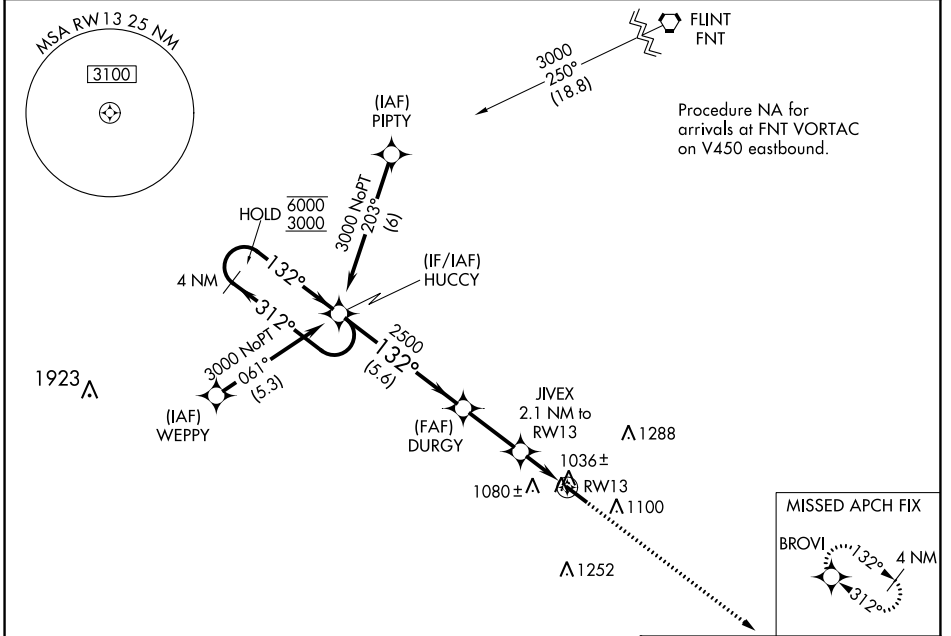 MSA RW13 25 NM
3100
FLINT
FNT
3000
250°
(18.8)
Procedure NA for
arrivals at FNT VORTAC
on V450 eastbound.
(IAF)
PIPTY
3000 NoPT
203°
(6)
HOLD
6000
3000
4 NM
132°
312°
(IF/IAF)
HUCCY
3000 NoPT
061°
(5.3)
(IAF)
WEPPY
1923
2500
132°
(5.6)
(FAF)
DURGY
JIVEX
2.1 NM to
RW13
1288
1036±
1080±
RW13
1100
1252
MISSED APCH FIX
BROVI
132°
4 NM
312°